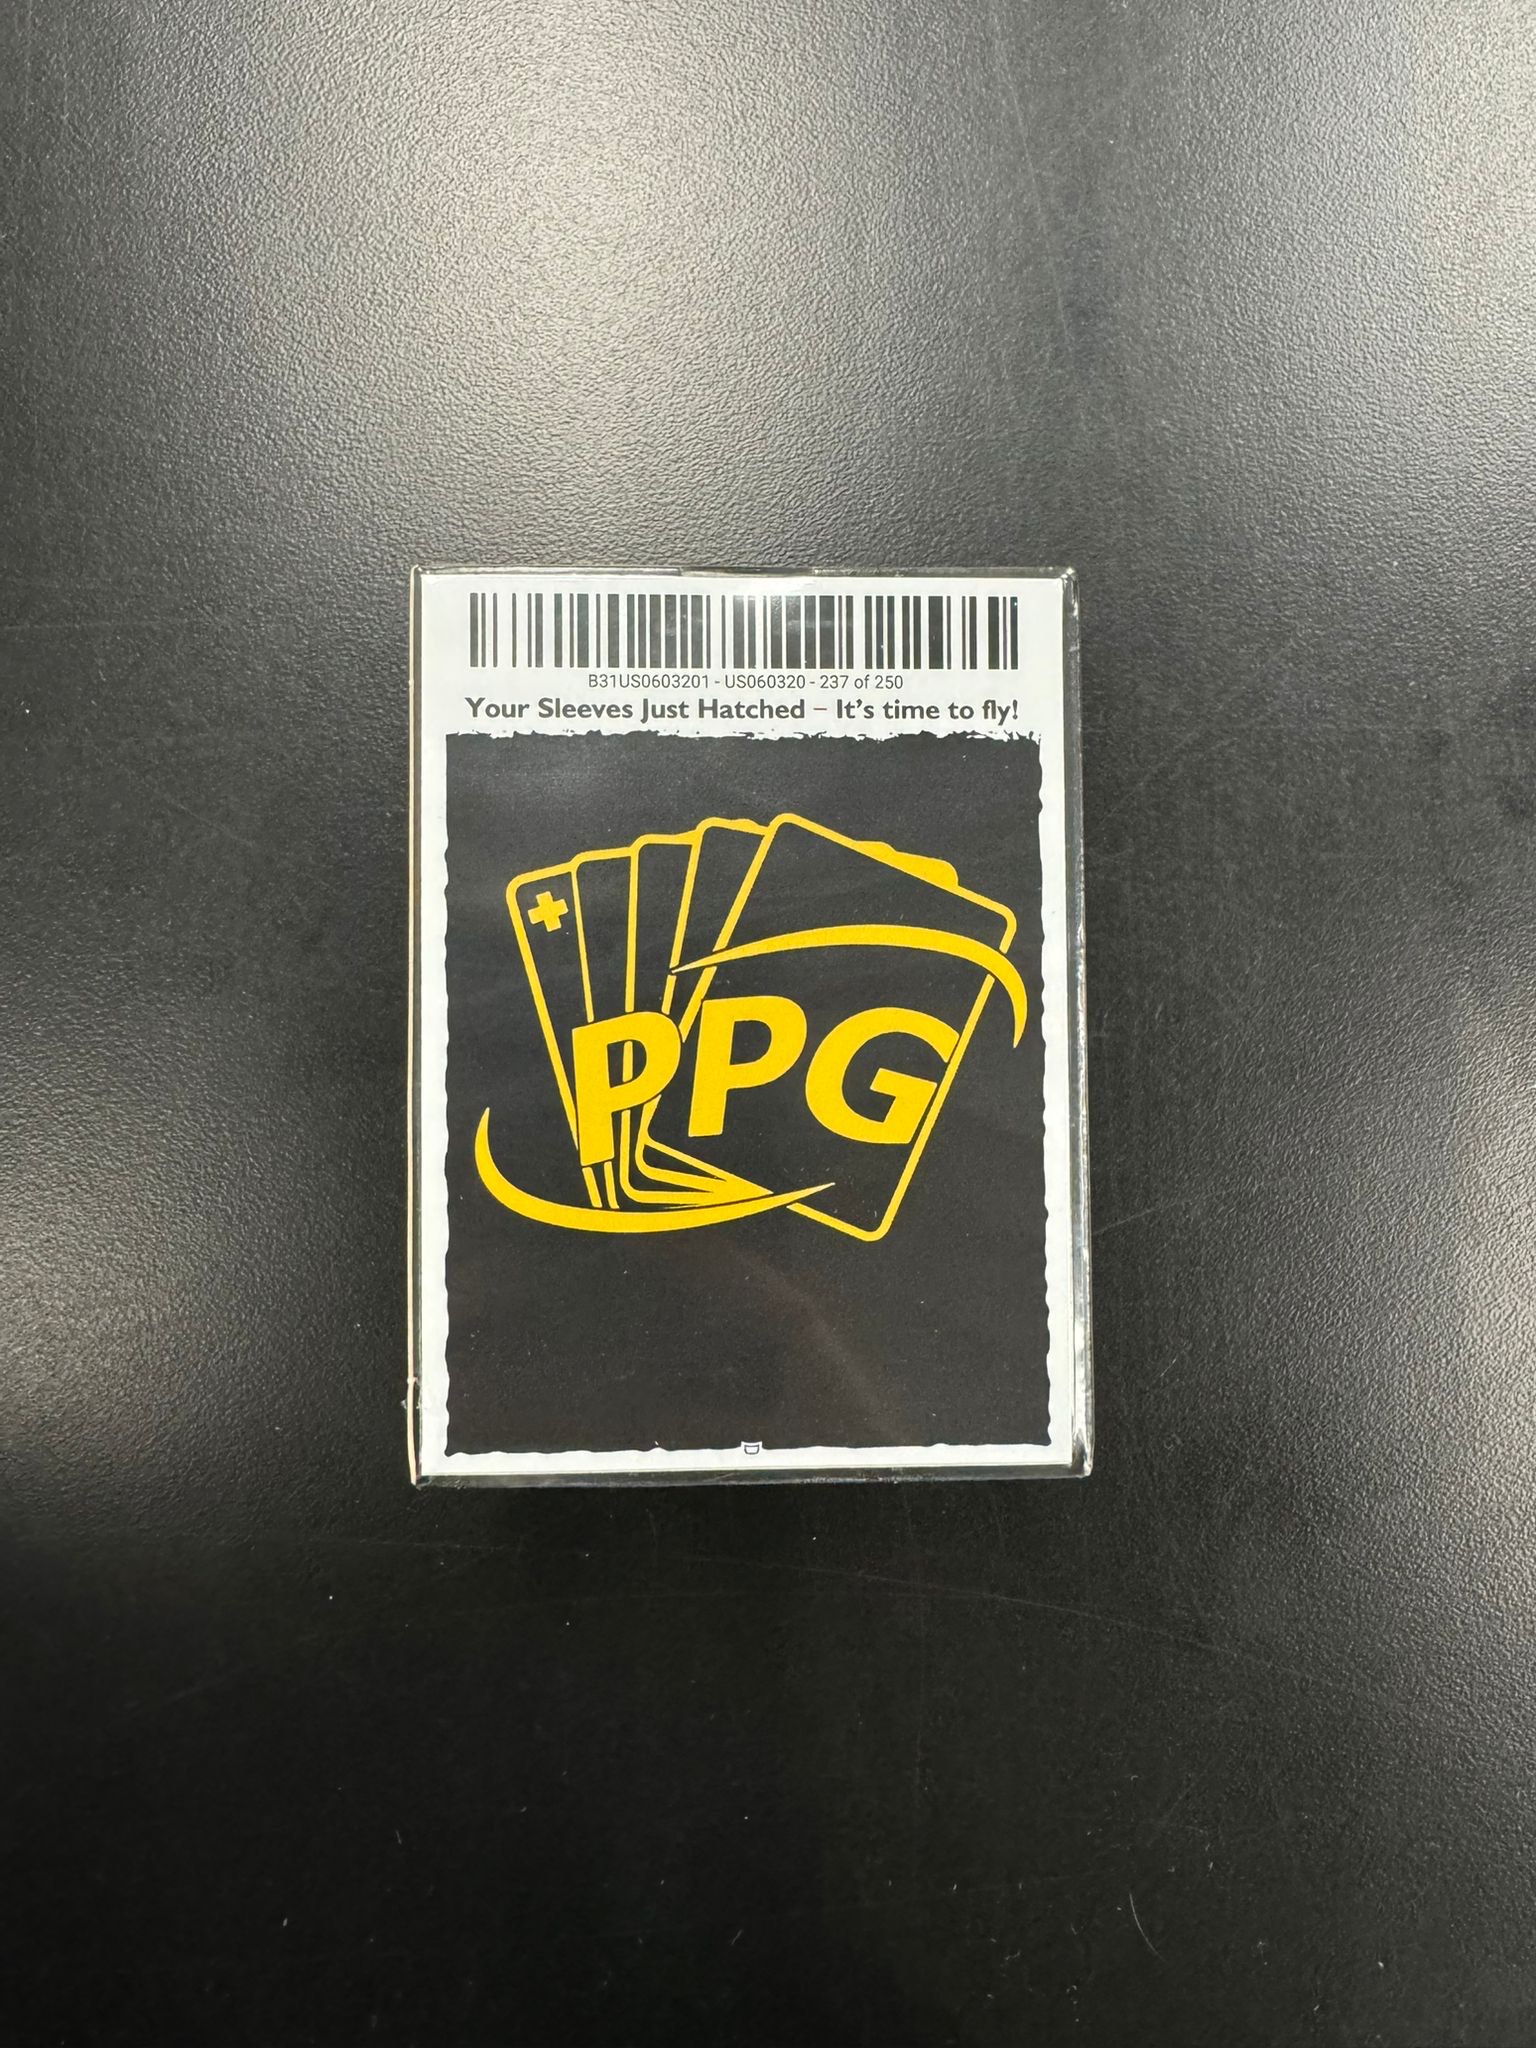 B31US0603201 - US060320 - 237 of 250
Your Sleeves Just Hatched – It's time to fly!
PPG